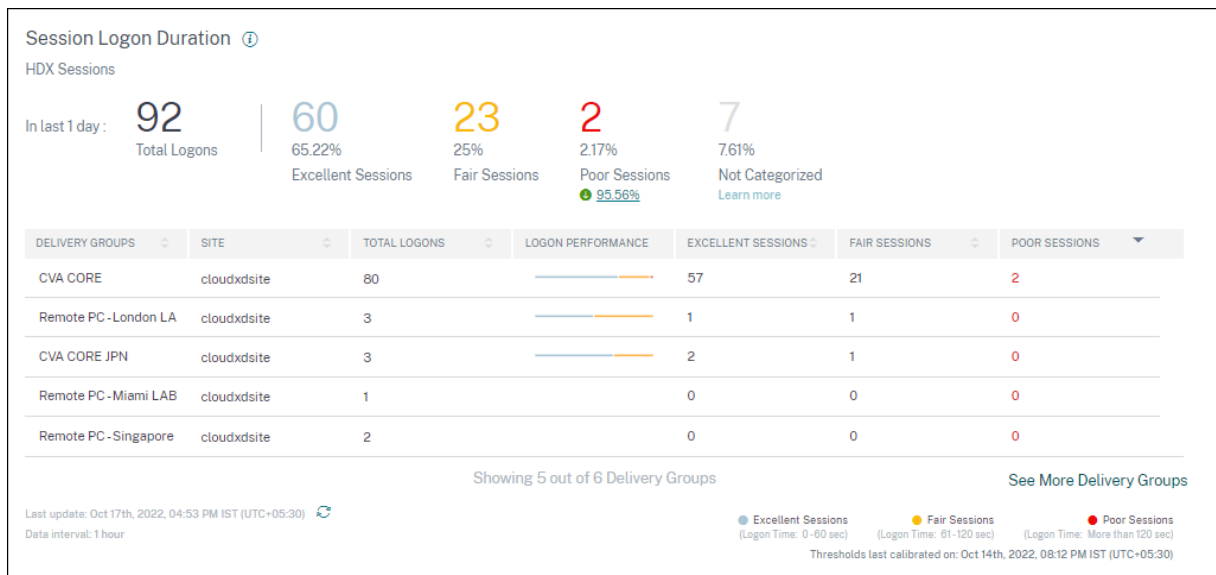 Session Logon Duration
HDX Sessions
In last 1 day :
92
Total Logons
60
65.22%
Excellent Sessions
23
25%
Fair Sessions
2
2.17%
Poor Sessions
95.56%
7
7.61%
Not Categorized
Learn more
DELIVERY GROUPS SITE TOTAL LOGONS LOGON PERFORMANCE EXCELLENT SESSIONS FAIR SESSIONS POOR SESSIONS
CVA CORE cloudxdsite 80 57 21 2
Remote PC - London LA cloudxdsite 3 1 1 0
CVA CORE JPN cloudxdsite 3 2 1 0
Remote PC - Miami LAB cloudxdsite 1 0 0 0
Remote PC - Singapore cloudxdsite 2 0 0 0
Showing 5 out of 6 Delivery Groups
See More Delivery Groups
Last update: Oct 17th, 2022, 04:53 PM IST (UTC+05:30)
Data interval: 1 hour
Excellent Sessions
(Logon Time: 0-60 sec)
Fair Sessions
(Logon Time: 61-120 sec)
Poor Sessions
(Logon Time: More than 120 sec)
Thresholds last calibrated on: Oct 14th, 2022, 08:12 PM IST (UTC+05:30)